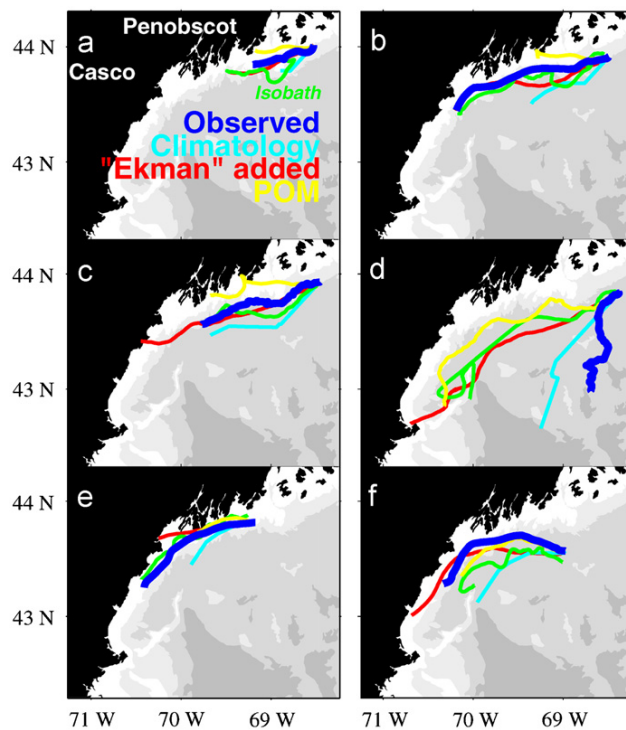 Penobscot
44 N
a
b
Casco
Isobath
Observed
Climatology
43 N
"Ekman" added
POM
44 N
c
d
43 N
44 N
e
f
43 N
71 W
70 W
69 W
71 W
70 W
69 W